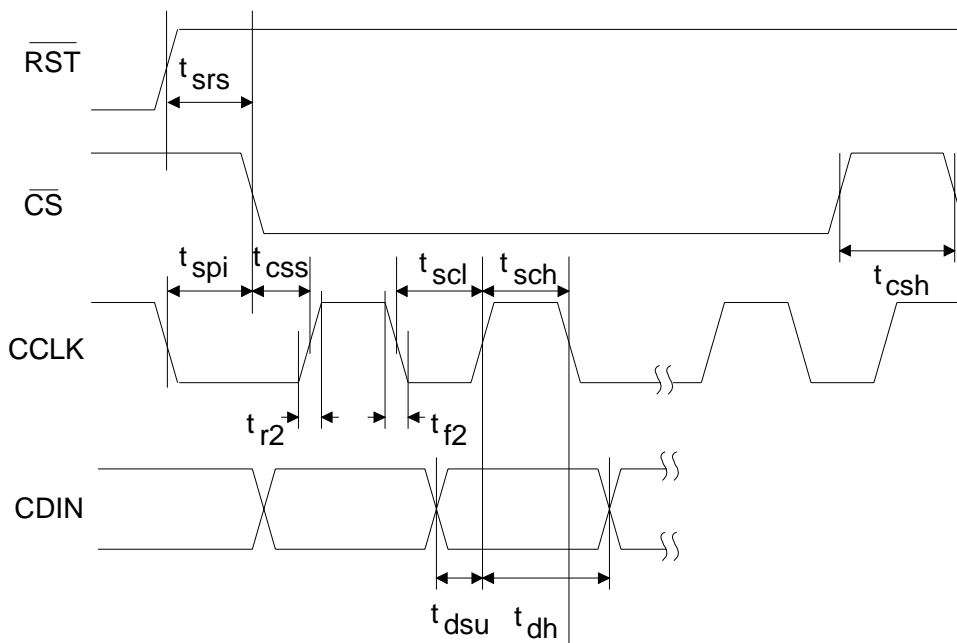 RST
t srs
CS
t spi
t css
t scl
t sch
t csh
CCLK
t r2
t f2
CDIN
t dsu
t dh